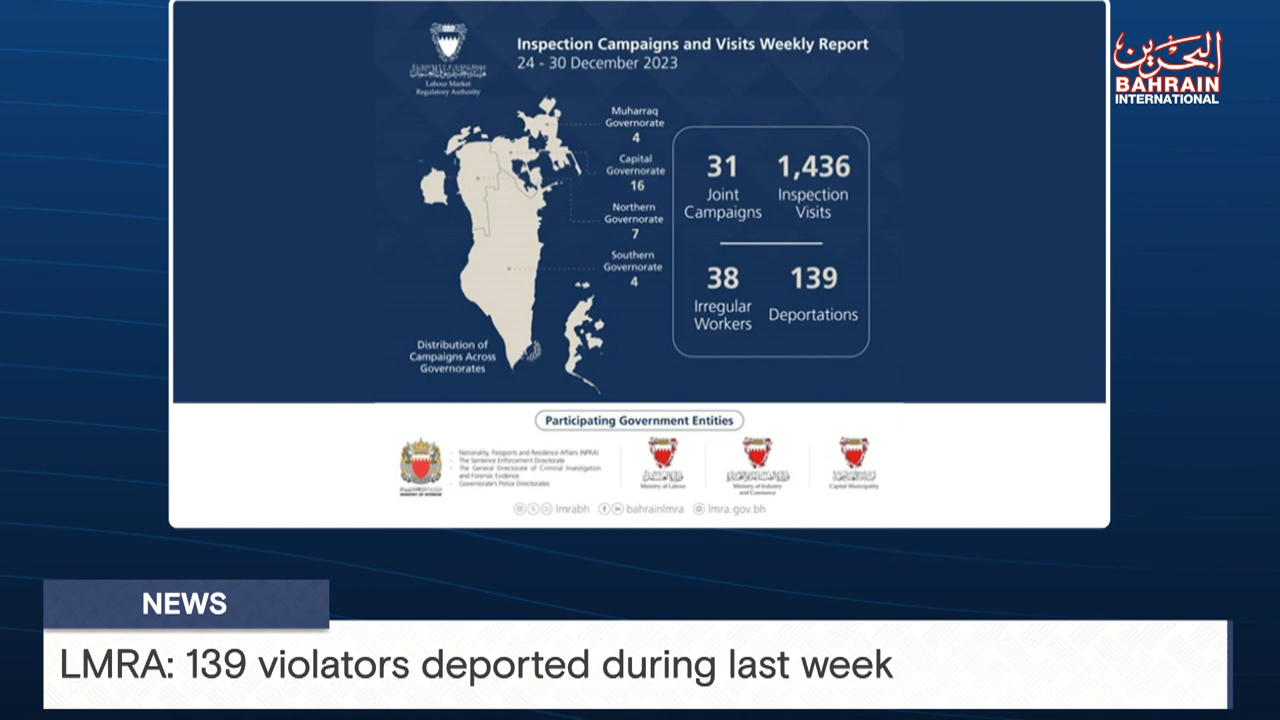 البحرين
BAHRAIN
INTERNATIONAL
Inspection Campaigns and Visits Weekly Report
24 - 30 December 2023
Labour Market
Regulatory Authority
Muharraq
Governorate
4
Capital
Governorate
16
Northern
Governorate
7
Southern
Governorate
4
31
Joint
Campaigns
1,436
Inspection
Visits
38
Irregular
Workers
139
Deportations
Distribution of
Campaigns Across
Governorates
Participating Government Entities
MINISTRY OF INTERIOR
- Nationality, Passports and Residence Affairs (NPRA)
- The Sentence Enforcement Directorate
- The General Directorate of Criminal Investigation
and Forensic Evidence
- Governorate's Police Directorates
Ministry of Labour
Ministry of Industry
and Commerce
Capital Municipality
lmrabh bahrainlmra lmra.gov.bh
NEWS
LMRA: 139 violators deported during last week